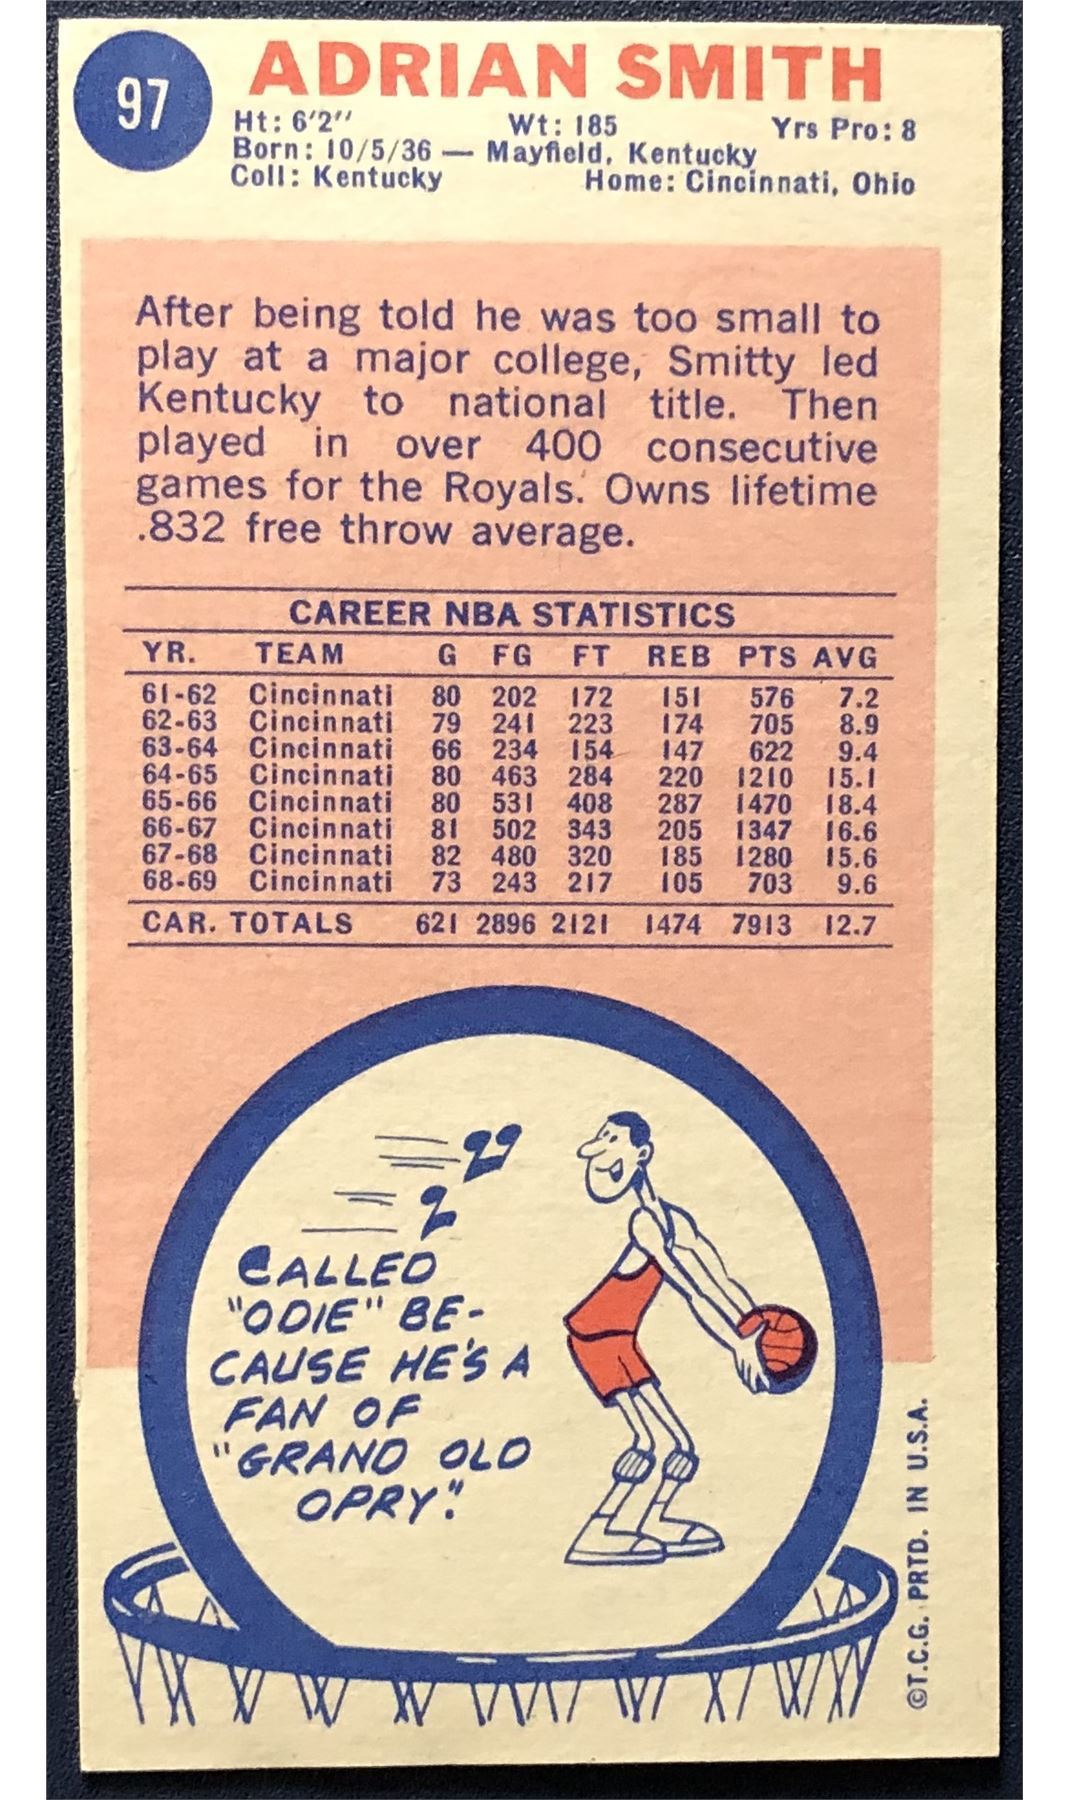 97
ADRIAN SMITH
Ht: 6'2" Wt: 185 Yrs Pro: 8
Born: 10/5/36 — Mayfield, Kentucky
Coll: Kentucky Home: Cincinnati, Ohio
After being told he was too small to
play at a major college, Smitty led
Kentucky to national title. Then
played in over 400 consecutive
games for the Royals. Owns lifetime
.832 free throw average.
CAREER NBA STATISTICS
YR. TEAM G FG FT REB PTS AVG
61-62 Cincinnati 80 202 172 151 576 7.2
62-63 Cincinnati 79 241 223 174 705 8.9
63-64 Cincinnati 66 234 154 147 622 9.4
64-65 Cincinnati 80 463 284 220 1210 15.1
65-66 Cincinnati 80 531 408 287 1470 18.4
66-67 Cincinnati 81 502 343 205 1347 16.6
67-68 Cincinnati 82 480 320 185 1280 15.6
68-69 Cincinnati 73 243 217 105 703 9.6
CAR. TOTALS 621 2896 2121 1474 7913 12.7
CALLED
"ODIE" BE-
CAUSE HE'S A
FAN OF
"GRAND OLD
OPRY".
©T.C.G. PRTD. IN U.S.A.